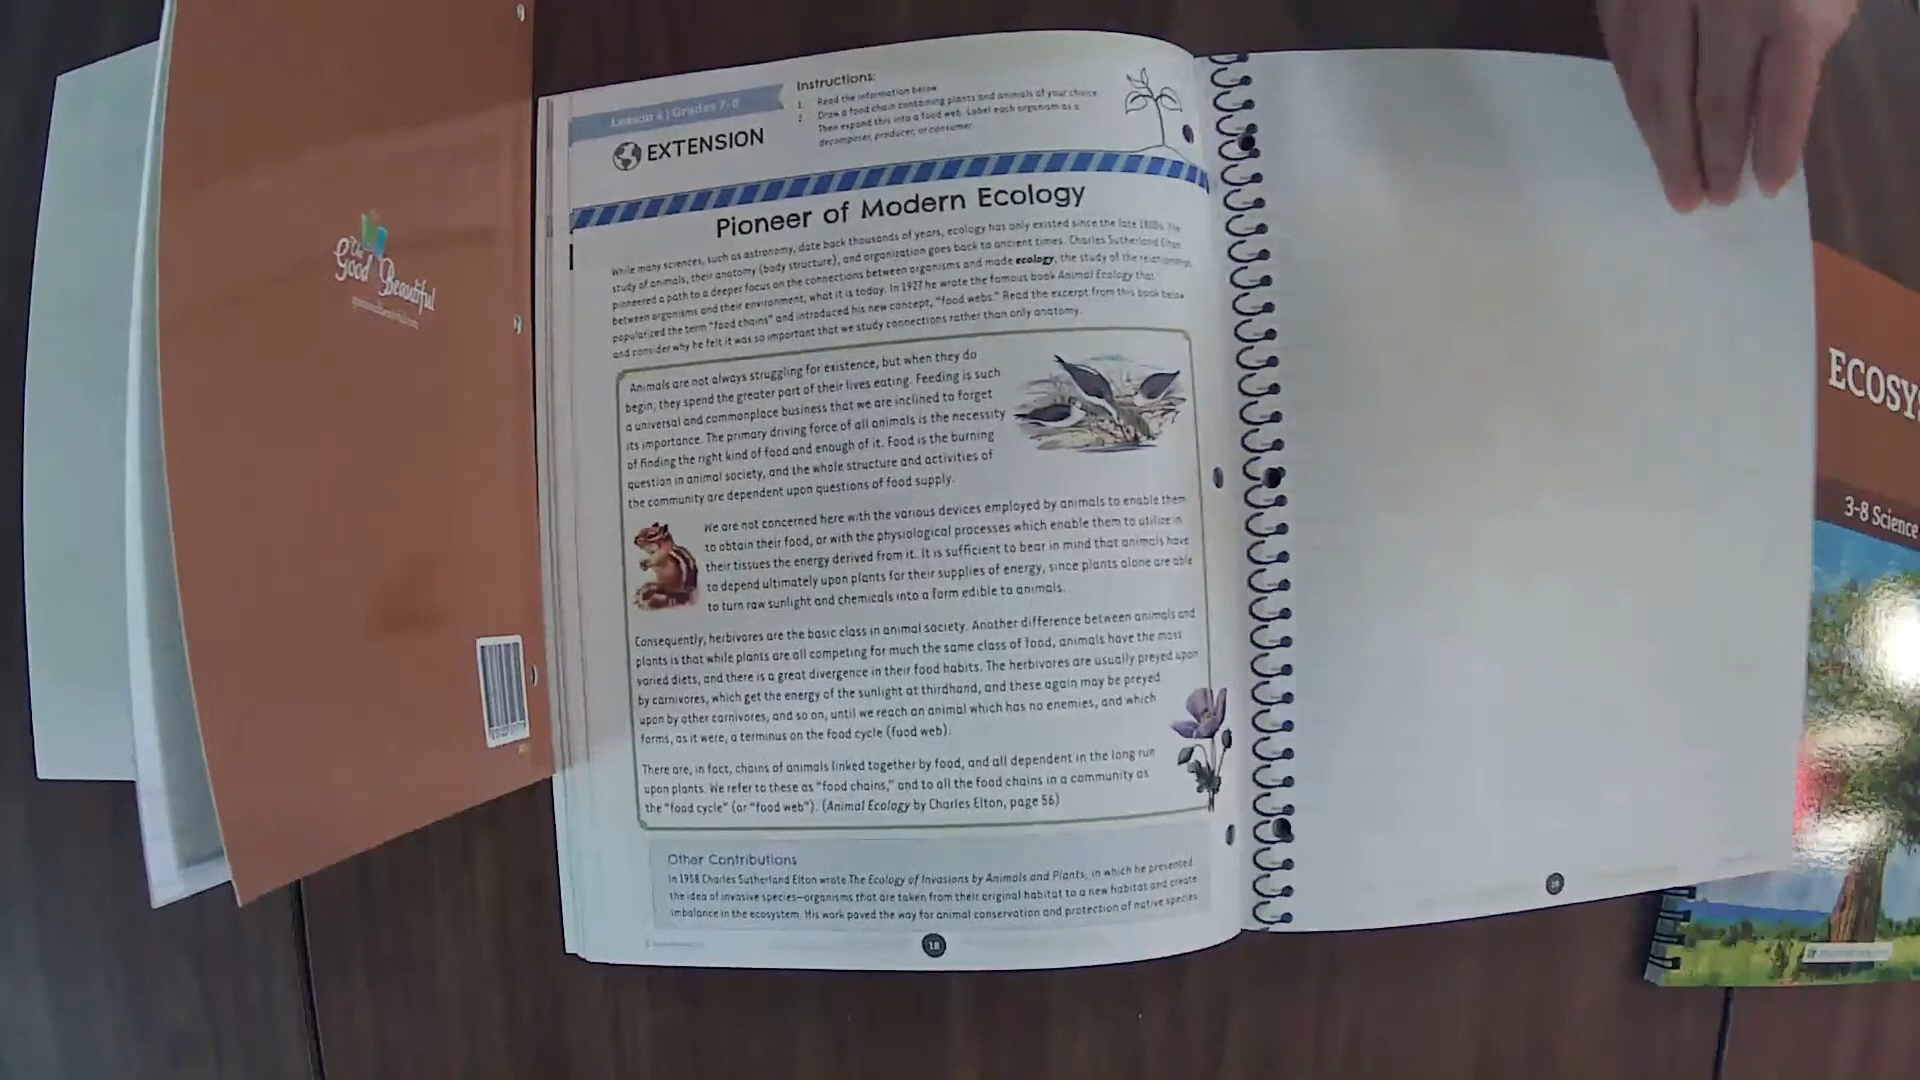 The
Good & Beautiful
Lesson 4 | Grades 7-8
EXTENSION
Instructions:
1. Read the information below.
2. Draw a food chain containing plants and animals of your choice.
Then expand this into a food web. Label each organism as a
decomposer, producer, or consumer.
Pioneer of Modern Ecology
While many sciences, such as astronomy, date back thousands of years, ecology has only existed since the late 1800s. The
study of animals, their anatomy (body structure), and organization goes back to ancient times. Charles Sutherland Elton
pioneered a path to a deeper focus on the connections between organisms and made ecology, the study of the relationships
between organisms and their environment, what it is today. In 1927 he wrote the famous book Animal Ecology that
popularized the term "food chains" and introduced his new concept, "food webs." Read the excerpt from this book below
and consider why he felt it was so important that we study connections rather than only anatomy.
Animals are not always struggling for existence, but when they do
begin, they spend the greater part of their lives eating. Feeding is such
a universal and commonplace business that we are inclined to forget
its importance. The primary driving force of all animals is the necessity
of finding the right kind of food and enough of it. Food is the burning
question in animal society, and the whole structure and activities of
the community are dependent upon questions of food supply.
We are not concerned here with the various devices employed by animals to enable them
to obtain their food, or with the physiological processes which enable them to utilize in
their tissues the energy derived from it. It is sufficient to bear in mind that animals have
to depend ultimately upon plants for their supplies of energy, since plants alone are able
to turn raw sunlight and chemicals into a form edible to animals.
Consequently, herbivores are the basic class in animal society. Another difference between animals and
plants is that while plants are all competing for much the same class of food, animals have the most
varied diets, and there is a great divergence in their food habits. The herbivores are usually preyed upon
by carnivores, which get the energy of the sunlight at thirdhand, and these again may be preyed
upon by other carnivores, and so on, until we reach an animal which has no enemies, and which
forms, as it were, a terminus on the food cycle (food web).
There are, in fact, chains of animals linked together by food, and all dependent in the long run
upon plants. We refer to these as "food chains," and to all the food chains in a community as
the "food cycle" (or "food web"). (Animal Ecology by Charles Elton, page 56)
Other Contributions
In 1958 Charles Sutherland Elton wrote The Ecology of Invasions by Animals and Plants, in which he presented
the idea of invasive species—organisms that are taken from their original habitat to a new habitat and create
imbalance in the ecosystem. His work paved the way for animal conservation and protection of native species.
18
19
ECOSY
3-8 Science